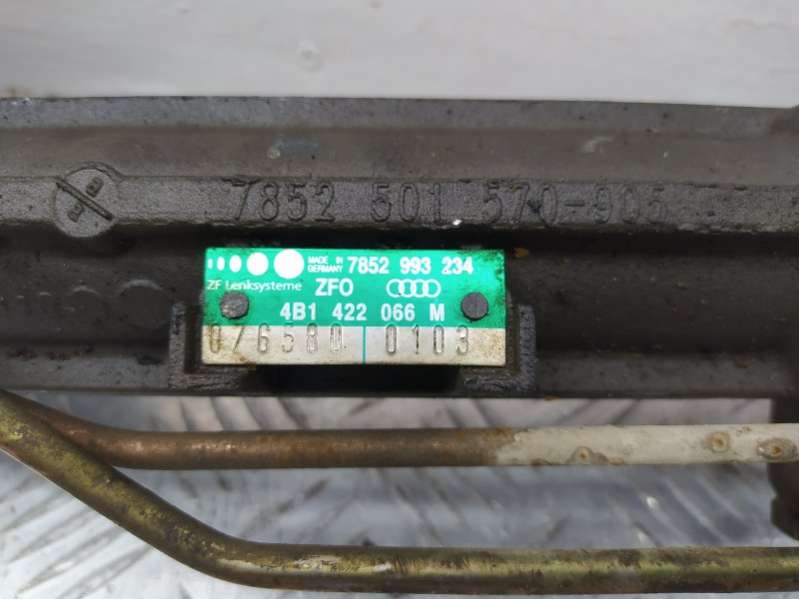 7852 501 570-905
MADE IN
GERMANY 7852 993 234
ZF Lenksysteme ZFO
4B1 422 066 M
076580 0103